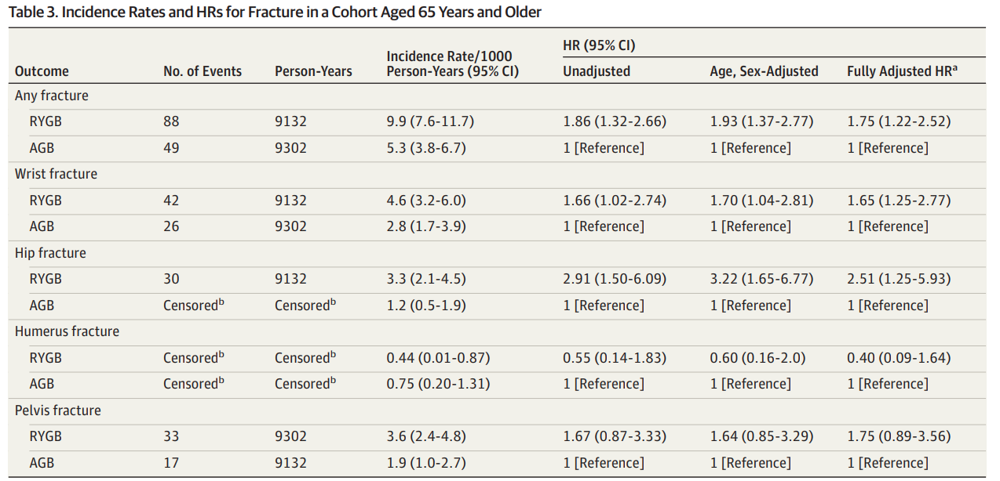 Table 3. Incidence Rates and HRs for Fracture in a Cohort Aged 65 Years and Older
HR (95% CI)
Outcome No. of Events Person-Years Incidence Rate/1000 Person-Years (95% CI) Unadjusted Age, Sex-Adjusted Fully Adjusted HRa
Any fracture
RYGB 88 9132 9.9 (7.6-11.7) 1.86 (1.32-2.66) 1.93 (1.37-2.77) 1.75 (1.22-2.52)
AGB 49 9302 5.3 (3.8-6.7) 1 [Reference] 1 [Reference] 1 [Reference]
Wrist fracture
RYGB 42 9132 4.6 (3.2-6.0) 1.66 (1.02-2.74) 1.70 (1.04-2.81) 1.65 (1.25-2.77)
AGB 26 9302 2.8 (1.7-3.9) 1 [Reference] 1 [Reference] 1 [Reference]
Hip fracture
RYGB 30 9132 3.3 (2.1-4.5) 2.91 (1.50-6.09) 3.22 (1.65-6.77) 2.51 (1.25-5.93)
AGB Censoredb Censoredb 1.2 (0.5-1.9) 1 [Reference] 1 [Reference] 1 [Reference]
Humerus fracture
RYGB Censoredb Censoredb 0.44 (0.01-0.87) 0.55 (0.14-1.83) 0.60 (0.16-2.0) 0.40 (0.09-1.64)
AGB Censoredb Censoredb 0.75 (0.20-1.31) 1 [Reference] 1 [Reference] 1 [Reference]
Pelvis fracture
RYGB 33 9302 3.6 (2.4-4.8) 1.67 (0.87-3.33) 1.64 (0.85-3.29) 1.75 (0.89-3.56)
AGB 17 9132 1.9 (1.0-2.7) 1 [Reference] 1 [Reference] 1 [Reference]